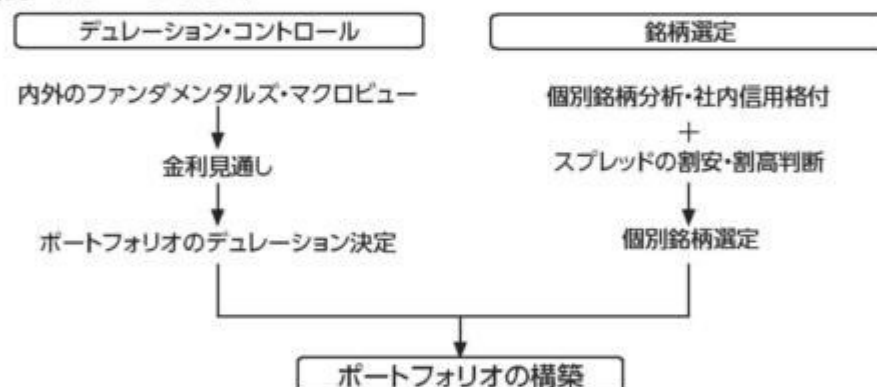 デュレーション・コントロール
内外のファンダメンタルズ・マクロビュー
金利見通し
ポートフォリオのデュレーション決定
銘柄選定
個別銘柄分析・社内信用格付
+
スプレッドの割安・割高判断
個別銘柄選定
ポートフォリオの構築